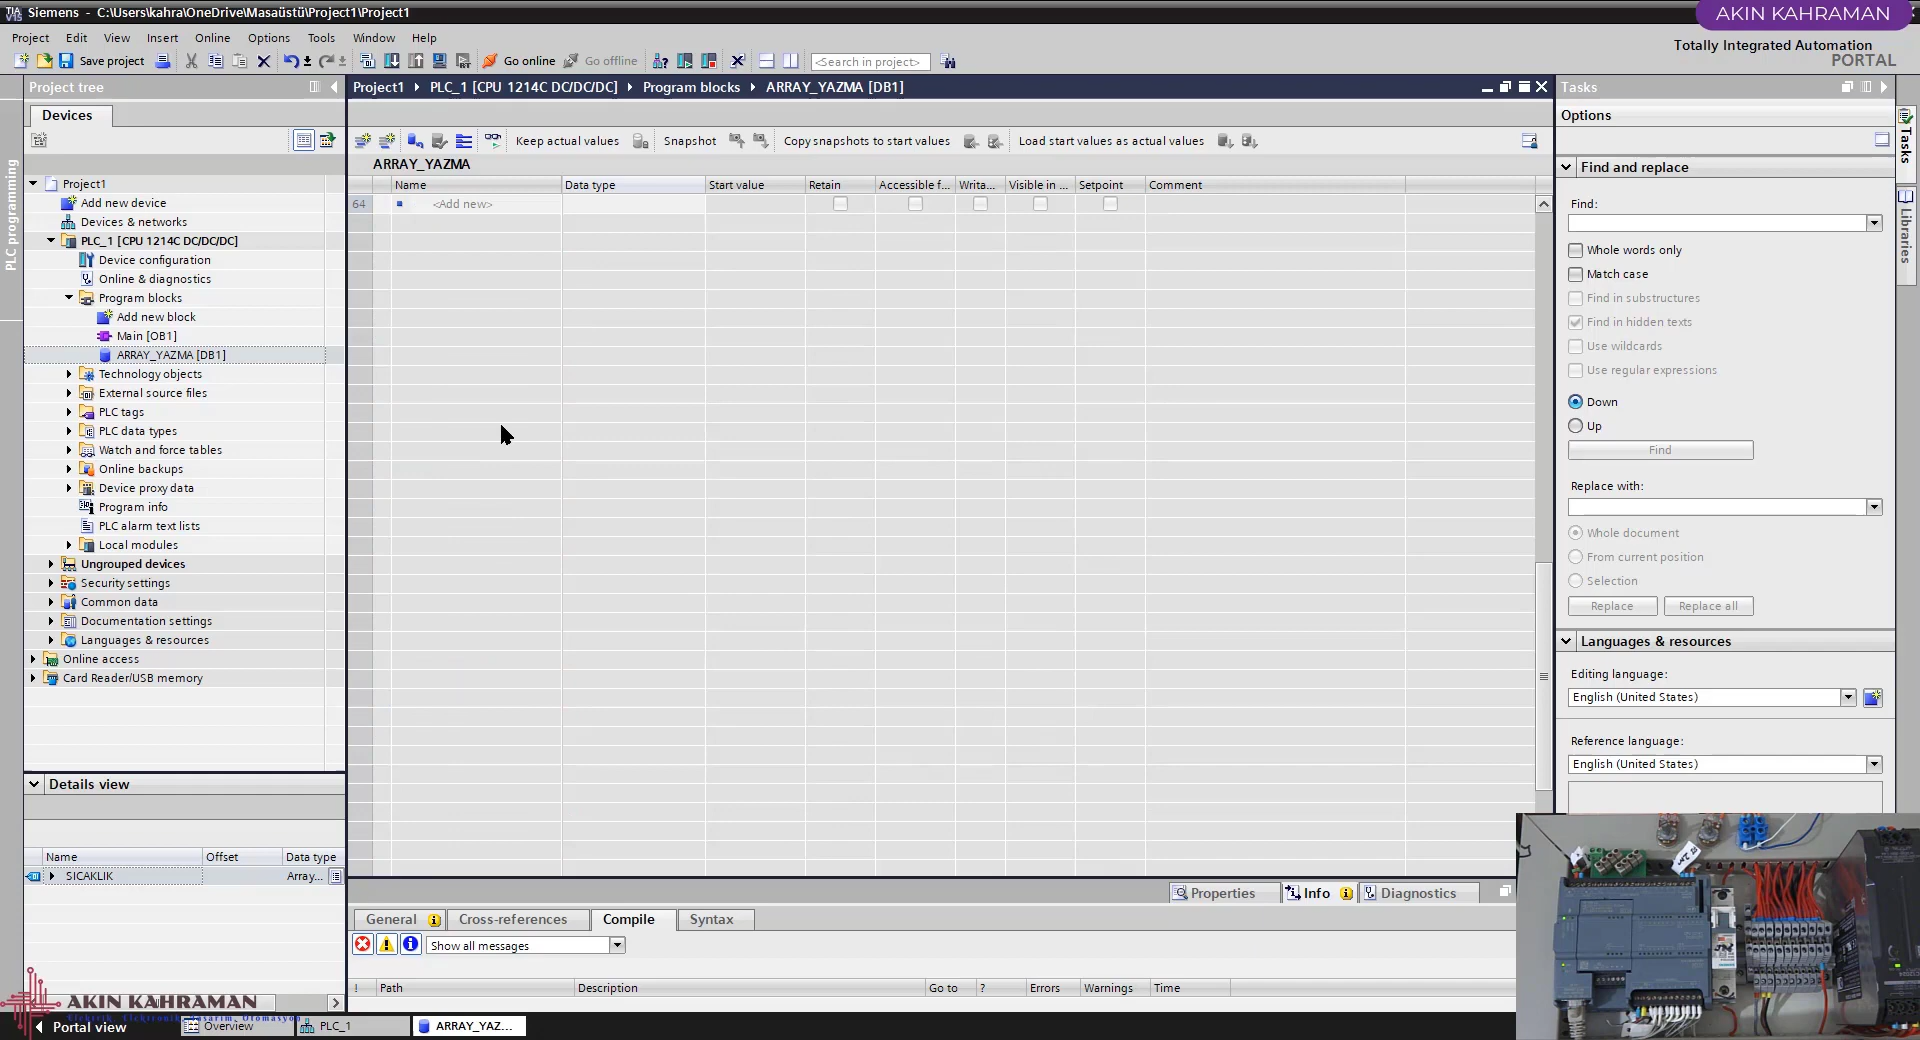 Siemens - C:\Users\kahra\OneDrive\Masaüstü\Project1\Project1
AKIN KAHRAMAN
Project Edit View Insert Online Options Tools Window Help
Totally Integrated Automation
PORTAL
Save project
Go online
Go offline
<Search in project>
Project tree
Project1 PLC_1 [CPU 1214C DC/DC/DC] Program blocks ARRAY_YAZMA [DB1]
Tasks
Devices
Options
Keep actual values Snapshot Copy snapshots to start values Load start values as actual values
ARRAY_YAZMA
Name Data type Start value Retain Accessible f... Writa... Visible in ... Setpoint Comment
64 <Add new>
PLC programming
Project1
Add new device
Devices & networks
PLC_1 [CPU 1214C DC/DC/DC]
Device configuration
Online & diagnostics
Program blocks
Add new block
Main [OB1]
ARRAY_YAZMA [DB1]
Technology objects
External source files
PLC tags
PLC data types
Watch and force tables
Online backups
Device proxy data
Program info
PLC alarm text lists
Local modules
Ungrouped devices
Security settings
Common data
Documentation settings
Languages & resources
Online access
Card Reader/USB memory
Find and replace
Find:
Whole words only
Match case
Find in substructures
Find in hidden texts
Use wildcards
Use regular expressions
Down
Up
Find
Replace with:
Whole document
From current position
Selection
Replace Replace all
Languages & resources
Editing language:
English (United States)
Reference language:
English (United States)
Tasks
Libraries
Details view
Name Offset Data type
SICAKLIK Array...
Properties Info Diagnostics
General Cross-references Compile Syntax
Show all messages
! Path Description Go to ? Errors Warnings Time
AKIN KAHRAMAN
Elektrik, Elektronik, Tasarım, Otomasyon
Portal view Overview PLC_1 ARRAY_YAZ...